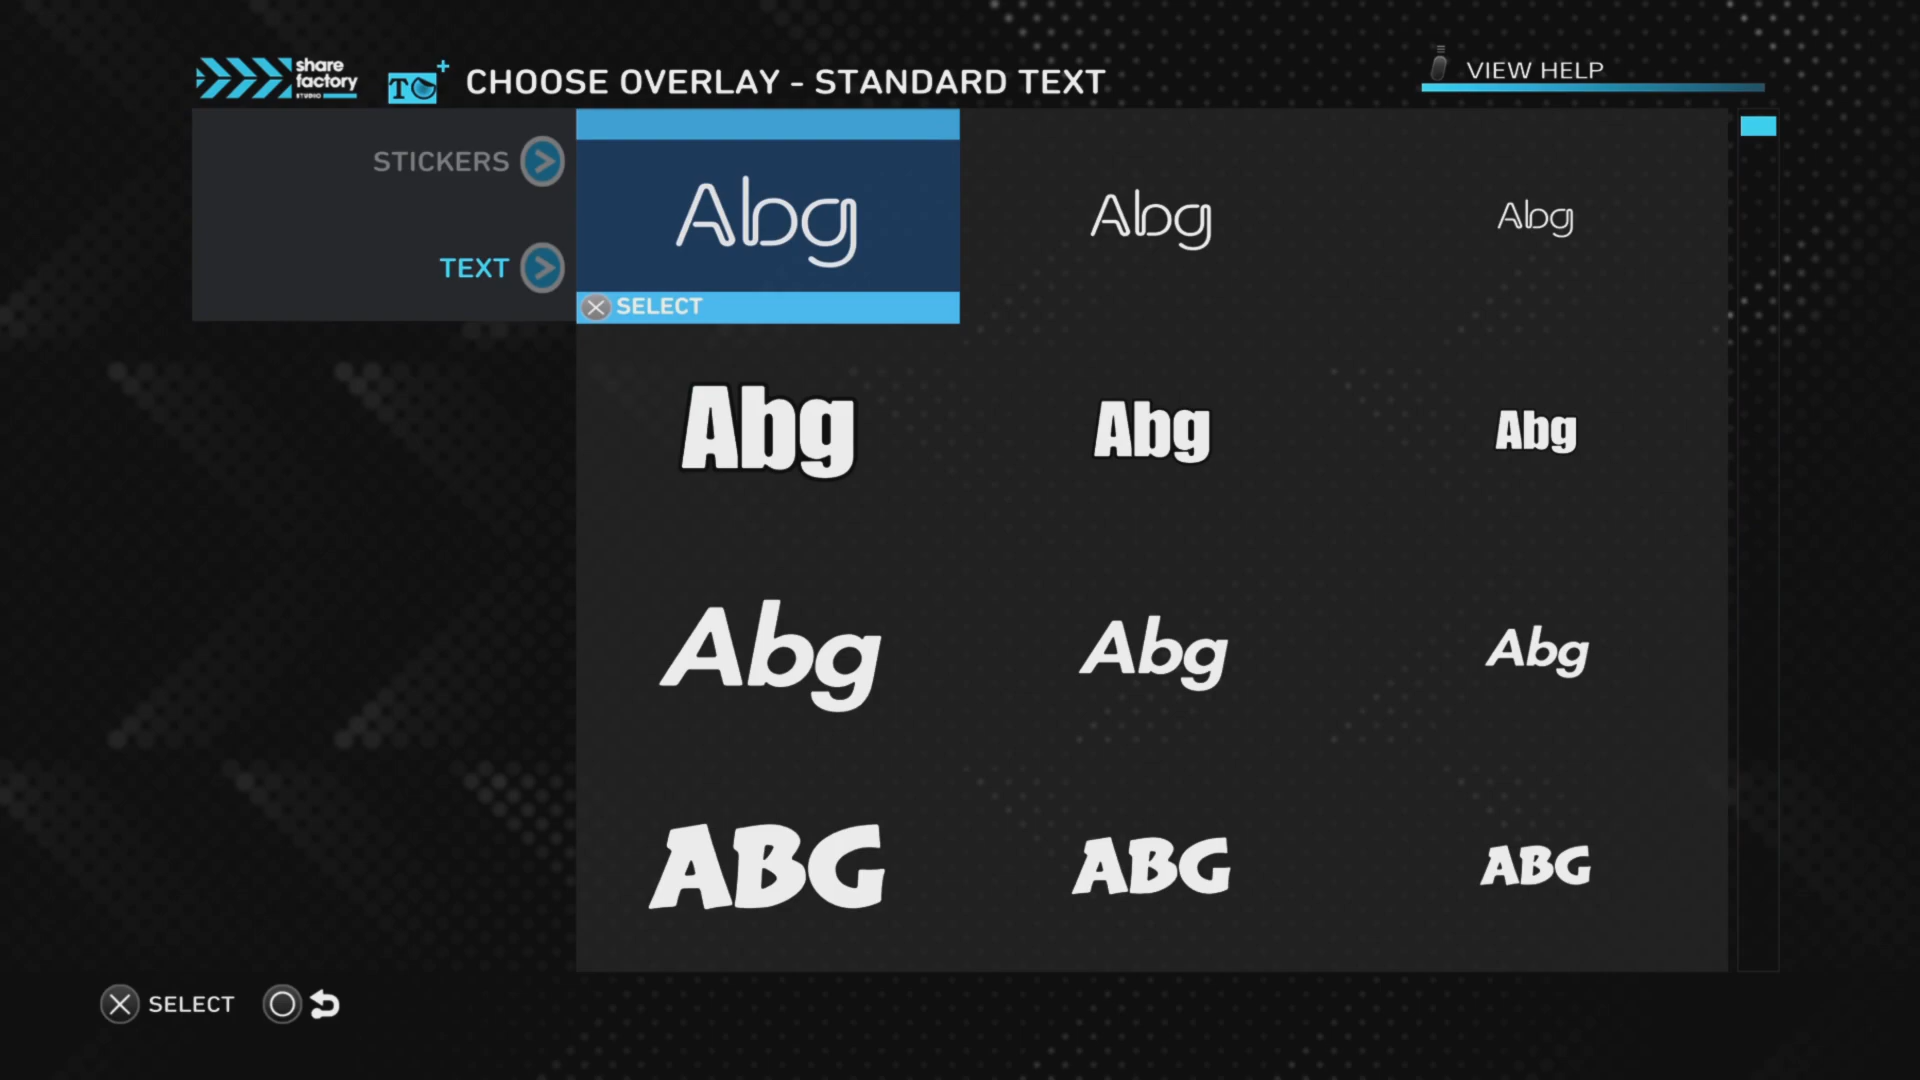 share
factory
STUDIO
CHOOSE OVERLAY - STANDARD TEXT
VIEW HELP
STICKERS
TEXT
Abg Abg Abg
SELECT
Abg Abg Abg
Abg Abg Abg
ABG ABG ABG
SELECT